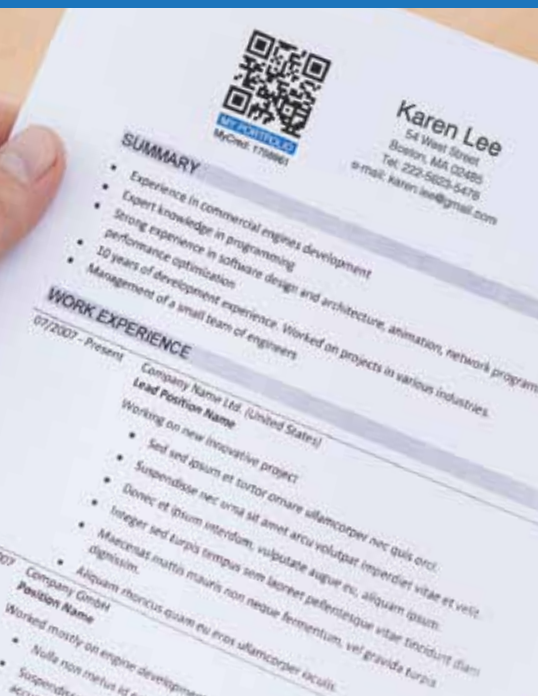 MY PORTFOLIO
MyCred: 1768861
Karen Lee
54 West Street
Boston, MA 02485
Tel. 222-5623-5476
e-mail: karen.lee@gmail.com
SUMMARY
Experience in commercial engines development
Expert knowledge in programming
Strong experience in software design and architecture, animation, network
performance optimization
10 years of development experience. Worked on projects in various industries.
Management of a small team of engineers
WORK EXPERIENCE
07/2007 - Present
Company Name Ltd. (United States)
Lead Position Name
Working on new innovative project
Sed sed ipsum et tortor ornare ullamcorper nec quis orci.
Suspendisse nec urna sit amet arcu volutpat imperdiet vitae et velit.
Donec et ipsum interdum, vulputate augue eu, aliquam ipsum.
Integer sed turpis tempus sem laoreet pellentesque vitae tincidunt diam
Maecenas mattis mauris non neque fermentum, vel gravida turpis
dignissim.
Aliquam rhoncus quam eu eros ullamcorper iaculis.
Company GmbH
Position Name
Worked mostly on engine
Nulla non metus id